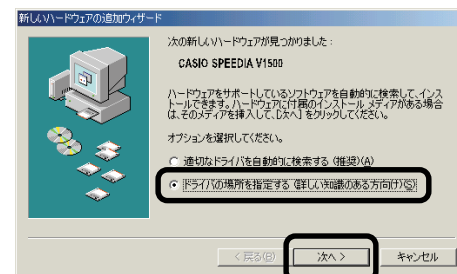 新しいハードウェアの追加ウィザード
次の新しいハードウェアが見つかりました:
CASIO SPEEDIA V1500
ハードウェアをサポートしているソフトウェアを自動的に検索して、インス
トールできます。ハードウェアに付属のインストール メディアがある場合
は、そのメディアを挿入して、[次へ] をクリックしてください。
オプションを選択してください。
適切なドライバを自動的に検索する (推奨)(A)
ドライバの場所を指定する (詳しい知識のある方向け)(S)
< 戻る(B)
次へ >
キャンセル